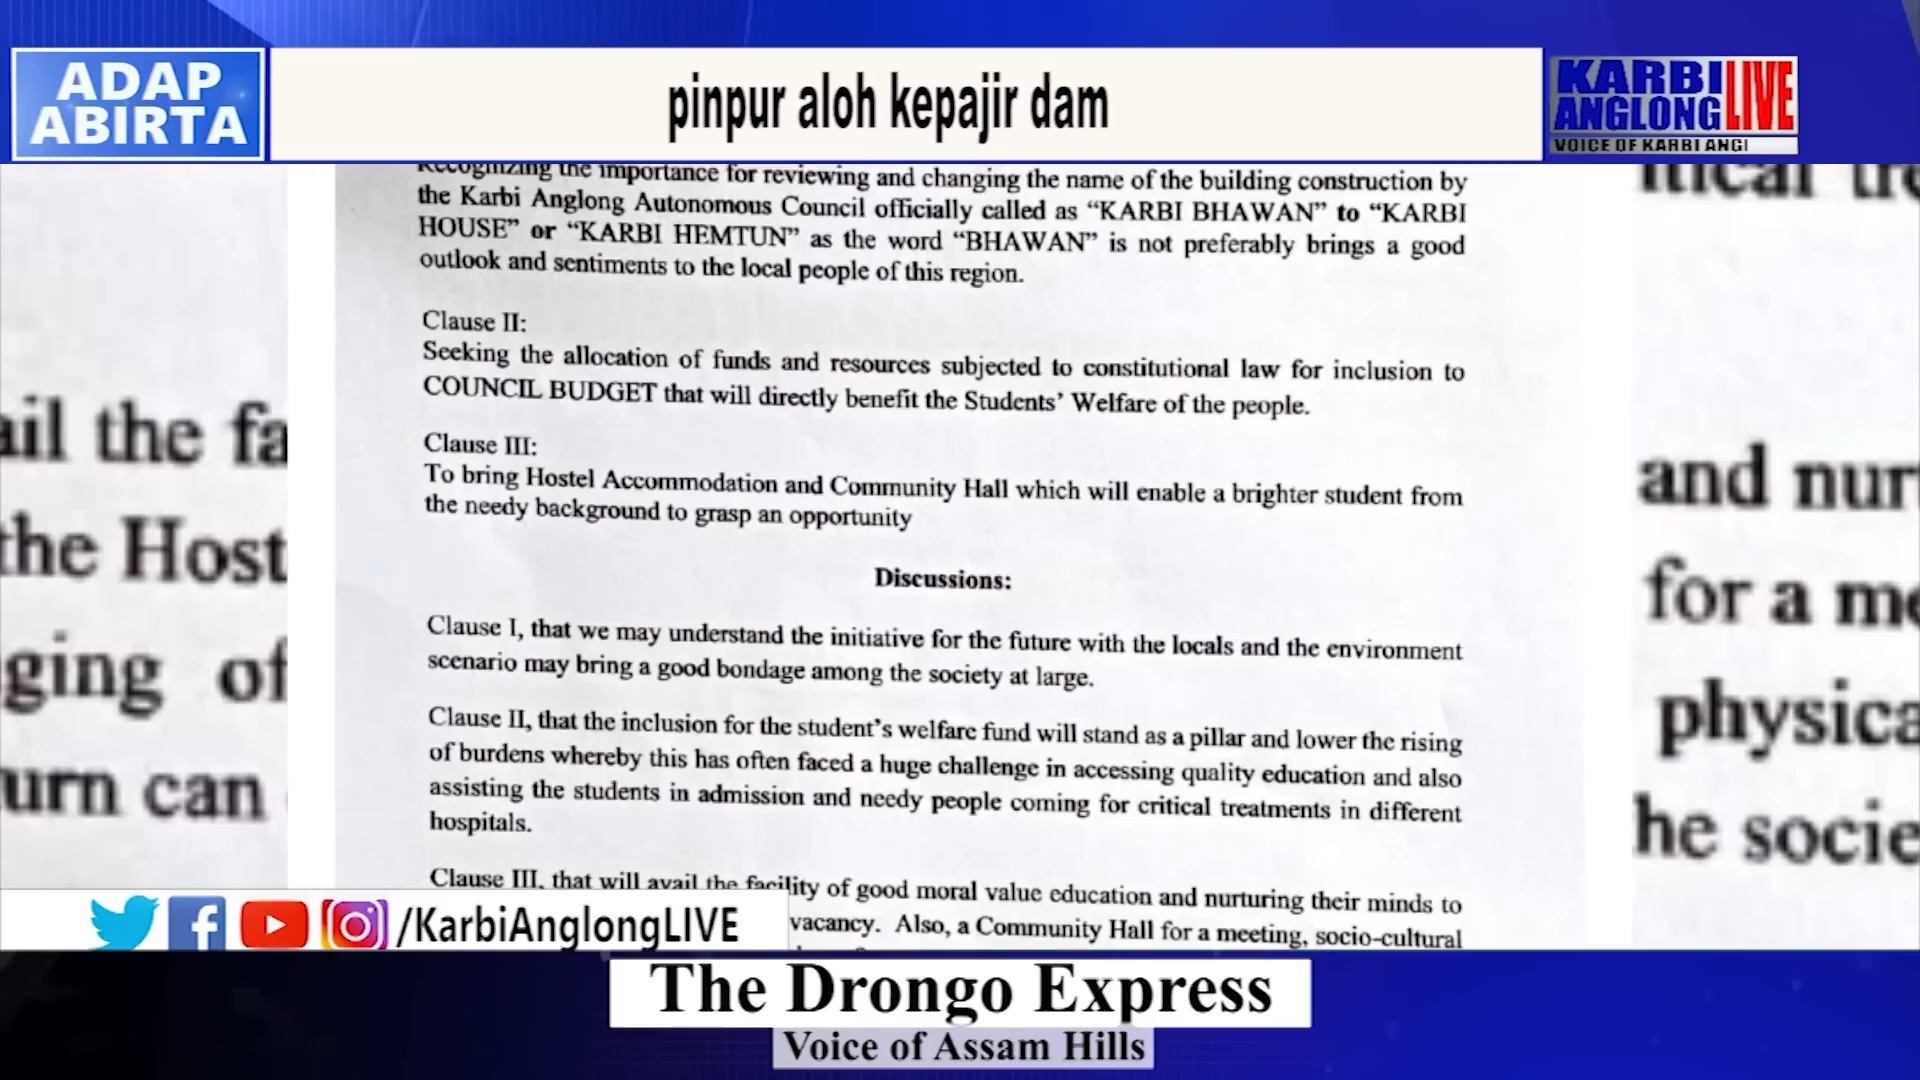 ADAP
ABIRTA
pinpur aloh kepajir dam
KARBI
ANGLONG
LIVE
VOICE OF KARBI ANGL
Recognizing the importance for reviewing and changing the name of the building construction by
the Karbi Anglong Autonomous Council officially called as “KARBI BHAWAN” to “KARBI
HOUSE” or “KARBI HEMTUN” as the word “BHAWAN” is not preferably brings a good
outlook and sentiments to the local people of this region.
Clause II:
Seeking the allocation of funds and resources subjected to constitutional law for inclusion to
COUNCIL BUDGET that will directly benefit the Students’ Welfare of the people.
Clause III:
To bring Hostel Accommodation and Community Hall which will enable a brighter student from
the needy background to grasp an opportunity
Discussions:
Clause I, that we may understand the initiative for the future with the locals and the environment
scenario may bring a good bondage among the society at large.
Clause II, that the inclusion for the student’s welfare fund will stand as a pillar and lower the rising
of burdens whereby this has often faced a huge challenge in accessing quality education and also
assisting the students in admission and needy people coming for critical treatments in different
hospitals.
Clause III, that will avail the facility of good moral value education and nurturing their minds to
vacancy. Also, a Community Hall for a meeting, socio-cultural
ail the fa
the Host
ging of
urn can
and nur
for a me
physica
he socie
/KarbiAnglongLIVE
The Drongo Express
Voice of Assam Hills